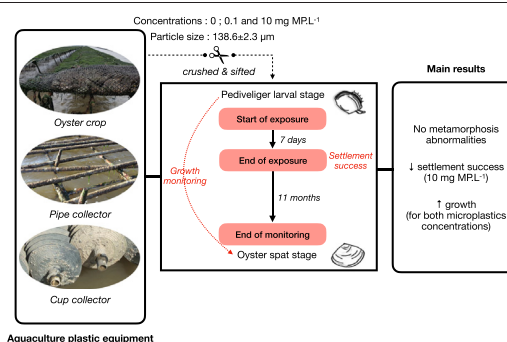 Concentrations : 0 ; 0.1 and 10 mg MP.L-1
Particle size : 138.6±2.3 µm
crushed & sifted
Oyster crop
Pipe collector
Cup collector
Aquaculture plastic equipment
Pediveliger larval stage
Start of exposure
7 days
End of exposure
Settlement
success
Growth
monitoring
11 months
End of monitoring
Oyster spat stage
Main results
No metamorphosis
abnormalities
↓ settlement success
(10 mg MP.L-1)
↑ growth
(for both microplastics
concentrations)